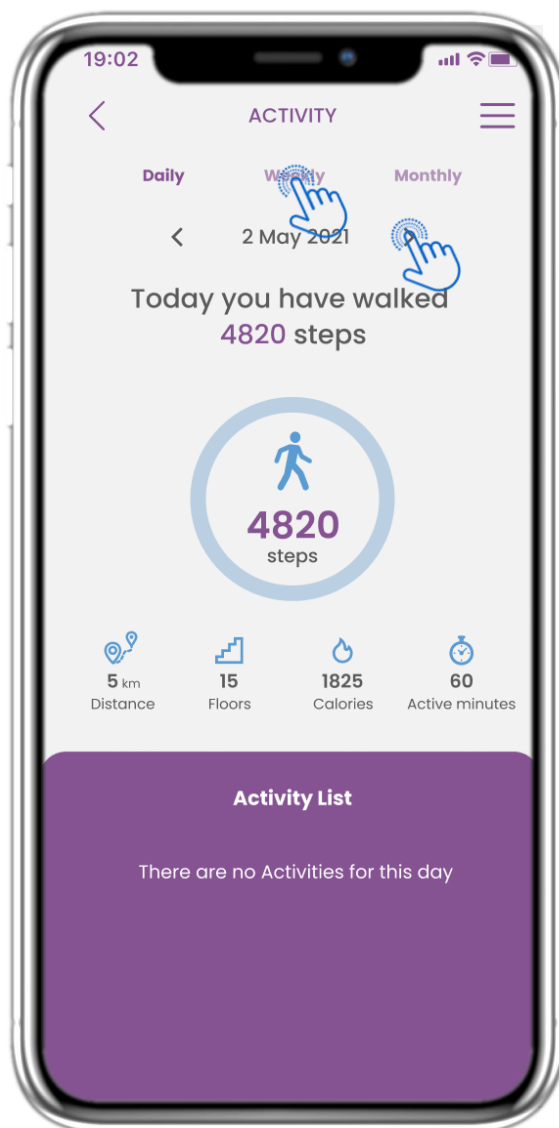 19:02
ACTIVITY
Daily Weekly Monthly
2 May 2021
Today you have walked
4820 steps
4820
steps
5 km 15 1825 60
Distance Floors Calories Active minutes
Activity List
There are no Activities for this day